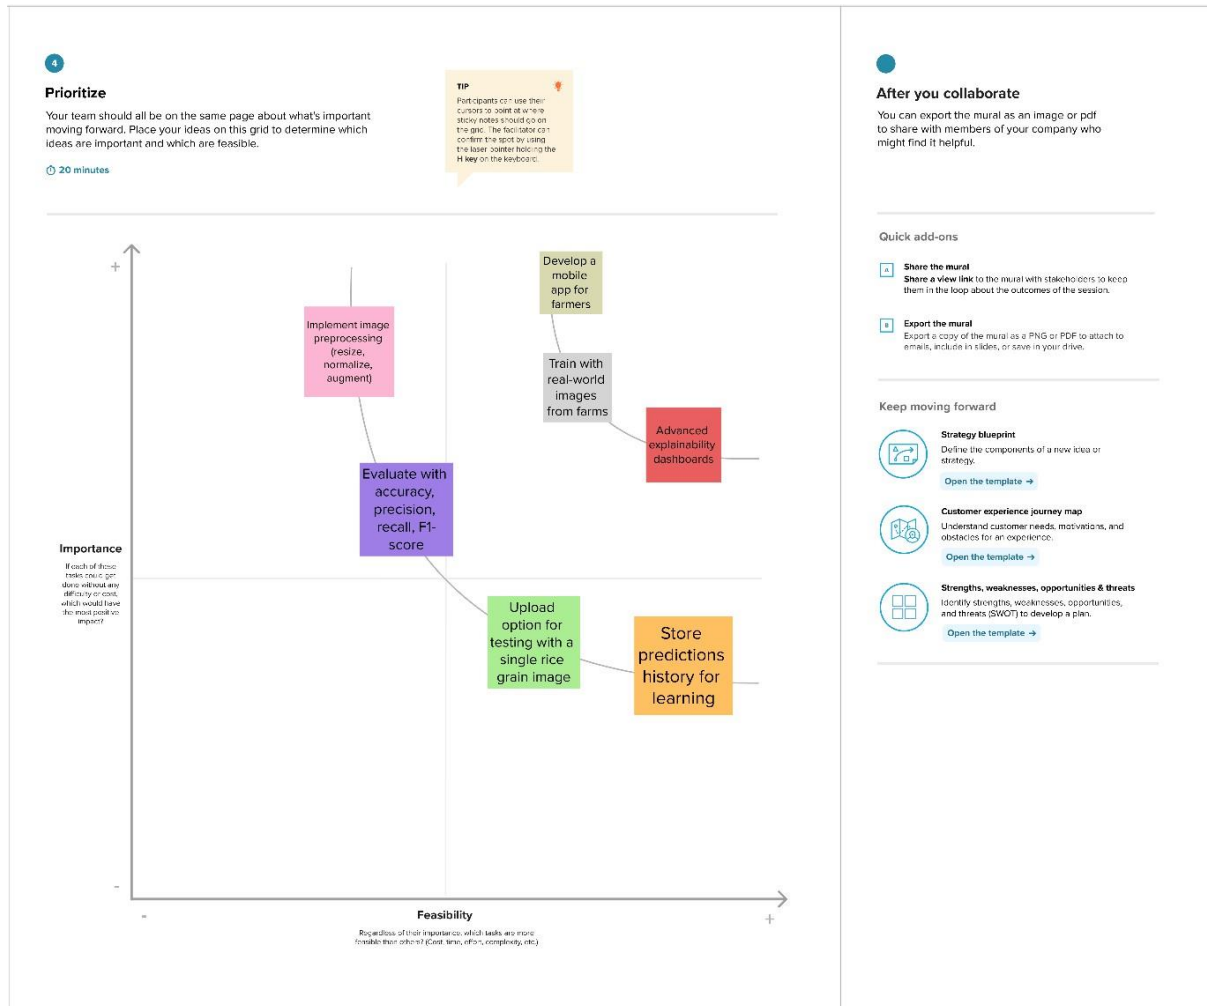 4
Prioritize
Your team should all be on the same page about what's important
moving forward. Place your ideas on this grid to determine which
ideas are important and which are feasible.
20 minutes
TIP
Participants can use their
cursors to point at where
sticky notes should go on
the grid. The facilitator can
confirm the spot by using
the laser pointer holding the
H key on the keyboard.
+
Develop a
mobile
app for
farmers
Implement image
preprocessing
(resize,
normalize,
augment)
Train with
real-world
images
from farms
Advanced
explainability
dashboards
Evaluate with
accuracy,
precision,
recall, F1-
score
Importance
If each of these
tasks could get
done without any
difficulty or cost,
which would have
the most positive
impact?
Upload
option for
testing with a
single rice
grain image
Store
predictions
history for
learning
-
-
Feasibility
+
Regardless of their importance, which tasks are more
feasible than others? (Cost, time, effort, complexity, etc.)
After you collaborate
You can export the mural as an image or pdf
to share with members of your company who
might find it helpful.
Quick add-ons
A
Share the mural
Share a view link to the mural with stakeholders to keep
them in the loop about the outcomes of the session.
B
Export the mural
Export a copy of the mural as a PNG or PDF to attach to
emails, include in slides, or save in your drive.
Keep moving forward
Strategy blueprint
Define the components of a new idea or
strategy.
Open the template →
Customer experience journey map
Understand customer needs, motivations, and
obstacles for an experience.
Open the template →
Strengths, weaknesses, opportunities & threats
Identify strengths, weaknesses, opportunities,
and threats (SWOT) to develop a plan.
Open the template →